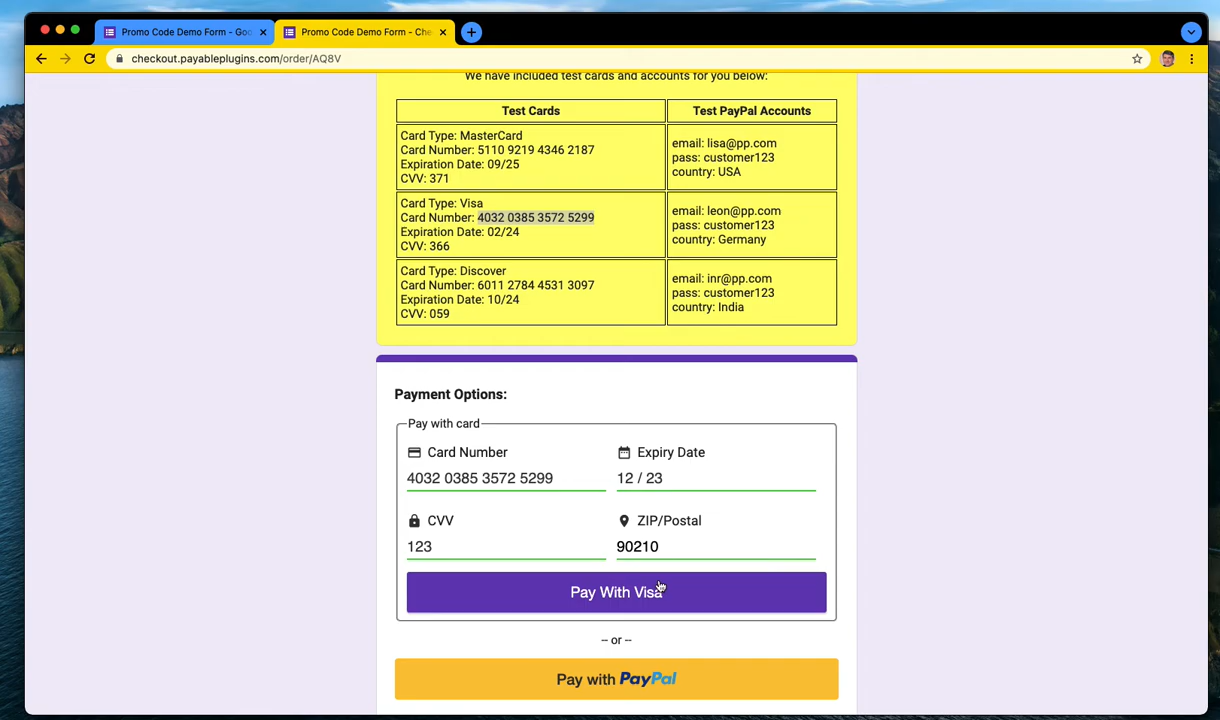 Promo Code Demo Form - Goo
Promo Code Demo Form - Che
checkout.payableplugins.com/order/AQ8V
We have included test cards and accounts for you below:
Test Cards
Test PayPal Accounts
Card Type: MasterCard
Card Number: 5110 9219 4346 2187
Expiration Date: 09/25
CVV: 371
email: lisa@pp.com
pass: customer123
country: USA
Card Type: Visa
Card Number: 4032 0385 3572 5299
Expiration Date: 02/24
CVV: 366
email: leon@pp.com
pass: customer123
country: Germany
Card Type: Discover
Card Number: 6011 2784 4531 3097
Expiration Date: 10/24
CVV: 059
email: inr@pp.com
pass: customer123
country: India
Payment Options:
Pay with card
Card Number
Expiry Date
4032 0385 3572 5299
12 / 23
CVV
ZIP/Postal
123
90210
Pay With Visa
-- or --
Pay with PayPal